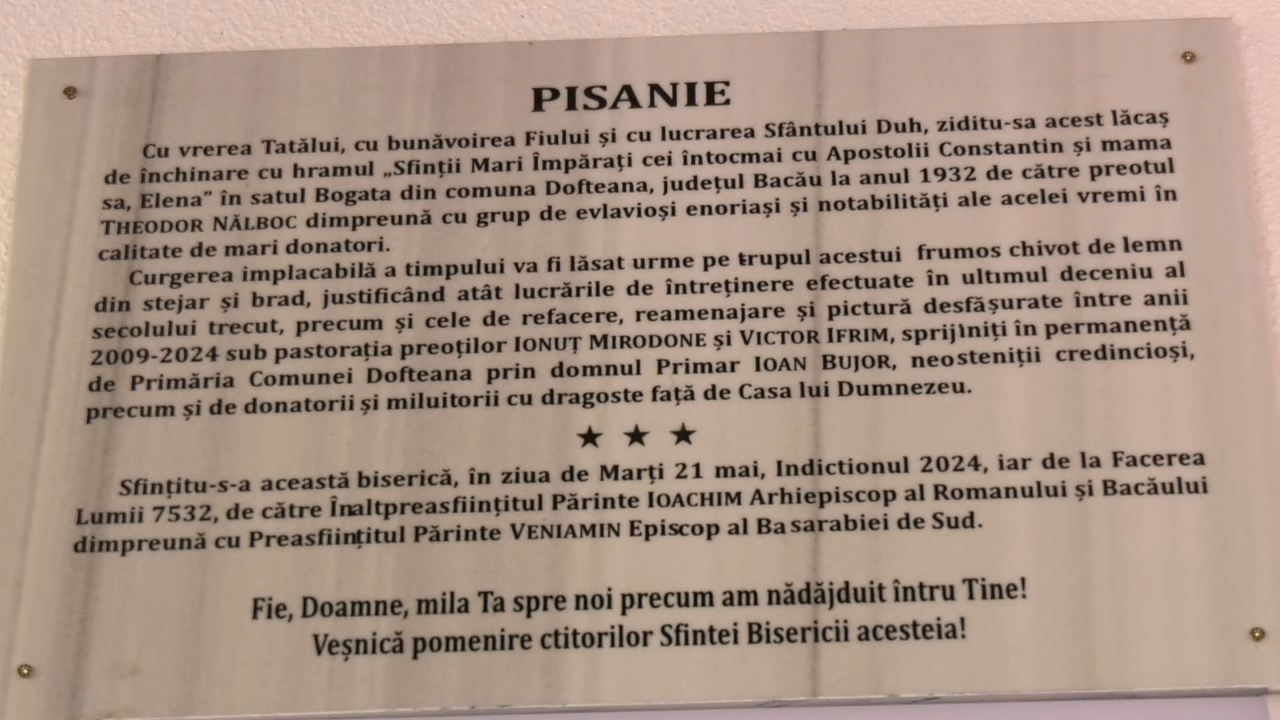 PISANIE
Cu vrerea Tatălui, cu bunăvoirea Fiului și cu lucrarea Sfântului Duh, ziditu-sa acest lăcaș
de închinare cu hramul „Sfinții Mari Împărați cei întocmai cu Apostolii Constantin și mama
sa, Elena” în satul Bogata din comuna Dofteana, județul Bacău la anul 1932 de către preotul
THEODOR NĂLBOC dimpreună cu grup de evlavioși enoriași și notabilități ale acelei vremi în
calitate de mari donatori.
Curgerea implacabilă a timpului va fi lăsat urme pe trupul acestui frumos chivot de lemn
din stejar și brad, justificând atât lucrările de întreținere efectuate în ultimul deceniu al
secolului trecut, precum și cele de refacere, reamenajare și pictură desfășurate între anii
2009-2024 sub pastorația preoților IONUȚ MIRODONE și VICTOR IFRIM, sprijiniți în permanență
de Primăria Comunei Dofteana prin domnul Primar IOAN BUJOR, neosteniții credincioși,
precum și de donatorii și miluitorii cu dragoste față de Casa lui Dumnezeu.
★ ★ ★
Sfințitu-s-a această biserică, în ziua de Marți 21 mai, Indictionul 2024, iar de la Facerea
Lumii 7532, de către Înaltpreasființitul Părinte IOACHIM Arhiepiscop al Romanului și Bacăului
dimpreună cu Preasființitul Părinte VENIAMIN Episcop al Basarabiei de Sud.
Fie, Doamne, mila Ta spre noi precum am nădăjduit întru Tine!
Veșnică pomenire ctitorilor Sfintei Bisericii acesteia!